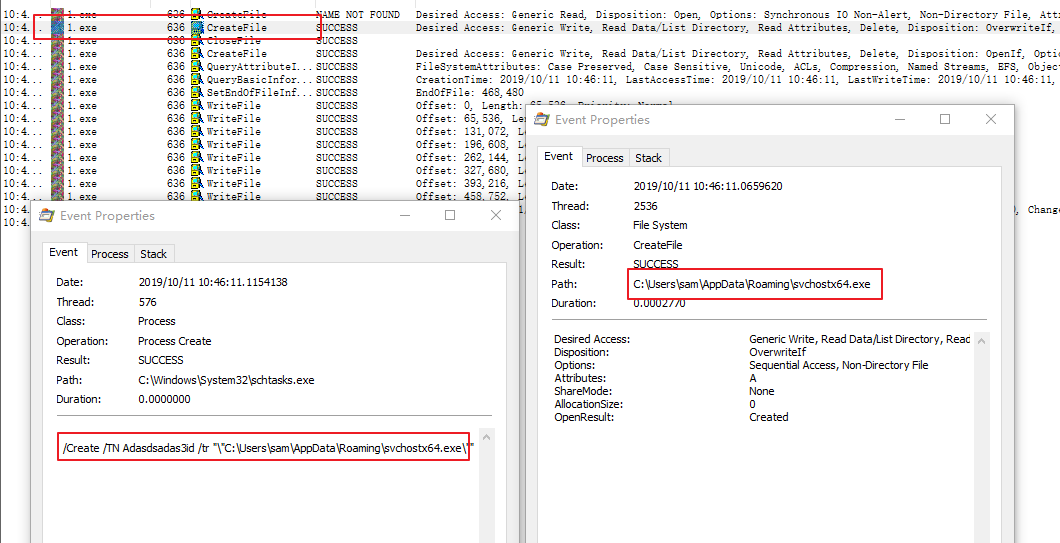 10:4... 1.exe 636 CreateFile NAME NOT FOUND Desired Access: Generic Read, Disposition: Open, Options: Synchronous IO Non-Alert, Non-Directory File, Att
10:4... 1.exe 636 CreateFile SUCCESS Desired Access: Generic Write, Read Data/List Directory, Read Attributes, Delete, Disposition: OverwriteIf,
10:4... 1.exe 636 CloseFile SUCCESS
10:4... 1.exe 636 CreateFile SUCCESS Desired Access: Generic Write, Read Data/List Directory, Read Attributes, Delete, Disposition: OpenIf, Optio
10:4... 1.exe 636 QueryAttributeI... SUCCESS FileSystemAttributes: Case Preserved, Case Sensitive, Unicode, ACLs, Compression, Named Streams, EFS, Object
10:4... 1.exe 636 QueryBasicInfor... SUCCESS CreationTime: 2019/10/11 10:46:11, LastAccessTime: 2019/10/11 10:46:11, LastWriteTime: 2019/10/11 10:46:11,
10:4... 1.exe 636 SetEndOfFileInf... SUCCESS EndOfFile: 468,480
10:4... 1.exe 636 WriteFile SUCCESS Offset: 0, Length: 65,536, Priority: Normal
10:4... 1.exe 636 WriteFile SUCCESS Offset: 65,536, Le
10:4... 1.exe 636 WriteFile SUCCESS Offset: 131,072, Le
10:4... 1.exe 636 WriteFile SUCCESS Offset: 196,608, Le
10:4... 1.exe 636 WriteFile SUCCESS Offset: 262,144, Le
10:4... 1.exe 636 WriteFile SUCCESS Offset: 327,680, Le
10:4... 1.exe 636 WriteFile SUCCESS Offset: 393,216, Le
10:4... 1.exe 636 WriteFile SUCCESS Offset: 458,752, Le
10:4
Chang
10:4
Event Properties
Event Process Stack
Date: 2019/10/11 10:46:11.0659620
Thread: 2536
Class: File System
Operation: CreateFile
Result: SUCCESS
Path: C:\Users\sam\AppData\Roaming\svchostx64.exe
Duration: 0.0002770
Desired Access: Generic Write, Read Data/List Directory, Read
Disposition: OverwriteIf
Options: Sequential Access, Non-Directory File
Attributes: A
ShareMode: None
AllocationSize: 0
OpenResult: Created
Event Properties
Event Process Stack
Date: 2019/10/11 10:46:11.1154138
Thread: 576
Class: Process
Operation: Process Create
Result: SUCCESS
Path: C:\Windows\System32\schtasks.exe
Duration: 0.0000000
/Create /TN Adasdsadas3id /tr "\"C:\Users\sam\AppData\Roaming\svchostx64.exe\""